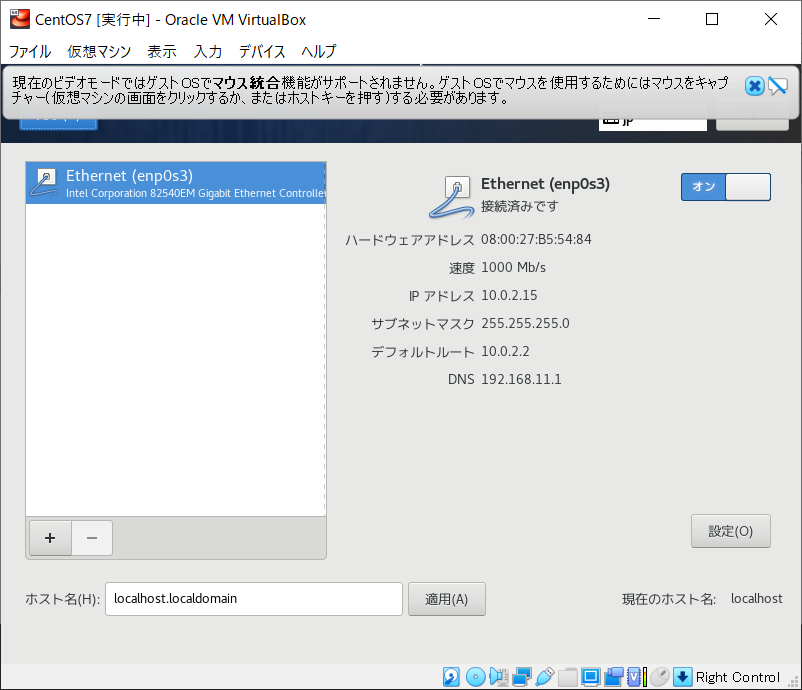 CentOS7 [実行中] - Oracle VM VirtualBox
ファイル 仮想マシン 表示 入力 デバイス ヘルプ
現在のビデオモードではゲストOSでマウス統合機能がサポートされません。ゲストOSでマウスを使用するためにはマウスをキャプ
チャー(仮想マシンの画面をクリックするか、またはホストキーを押す)する必要があります。
jp
Ethernet (enp0s3)
Intel Corporation 82540EM Gigabit Ethernet Controller
Ethernet (enp0s3)
接続済みです
オン
ハードウェアアドレス 08:00:27:B5:54:84
速度 1000 Mb/s
IP アドレス 10.0.2.15
サブネットマスク 255.255.255.0
デフォルトルート 10.0.2.2
DNS 192.168.11.1
+ −
設定(O)
ホスト名(H): localhost.localdomain 適用(A) 現在のホスト名: localhost
Right Control